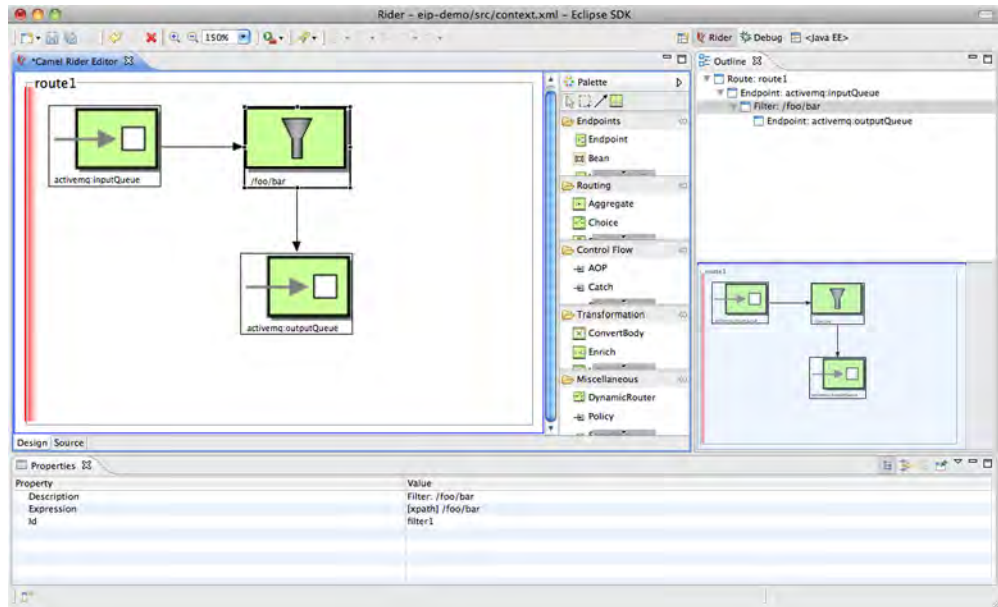 Rider – eip-demo/src/context.xml – Eclipse SDK
150%
Rider Debug <Java EE>
*Camel Rider Editor
route1
activemq:inputQueue
/foo/bar
activemq:outputQueue
Palette
Endpoints
Endpoint
Bean
Routing
Aggregate
Choice
Control Flow
AOP
Catch
Transformation
ConvertBody
Enrich
Miscellaneous
DynamicRouter
Policy
Design Source
Outline
Route: route1
Endpoint: activemq:inputQueue
Filter: /foo/bar
Endpoint: activemq:outputQueue
route1
Properties
Property Value
Description Filter: /foo/bar
Expression [xpath] /foo/bar
Id filter1